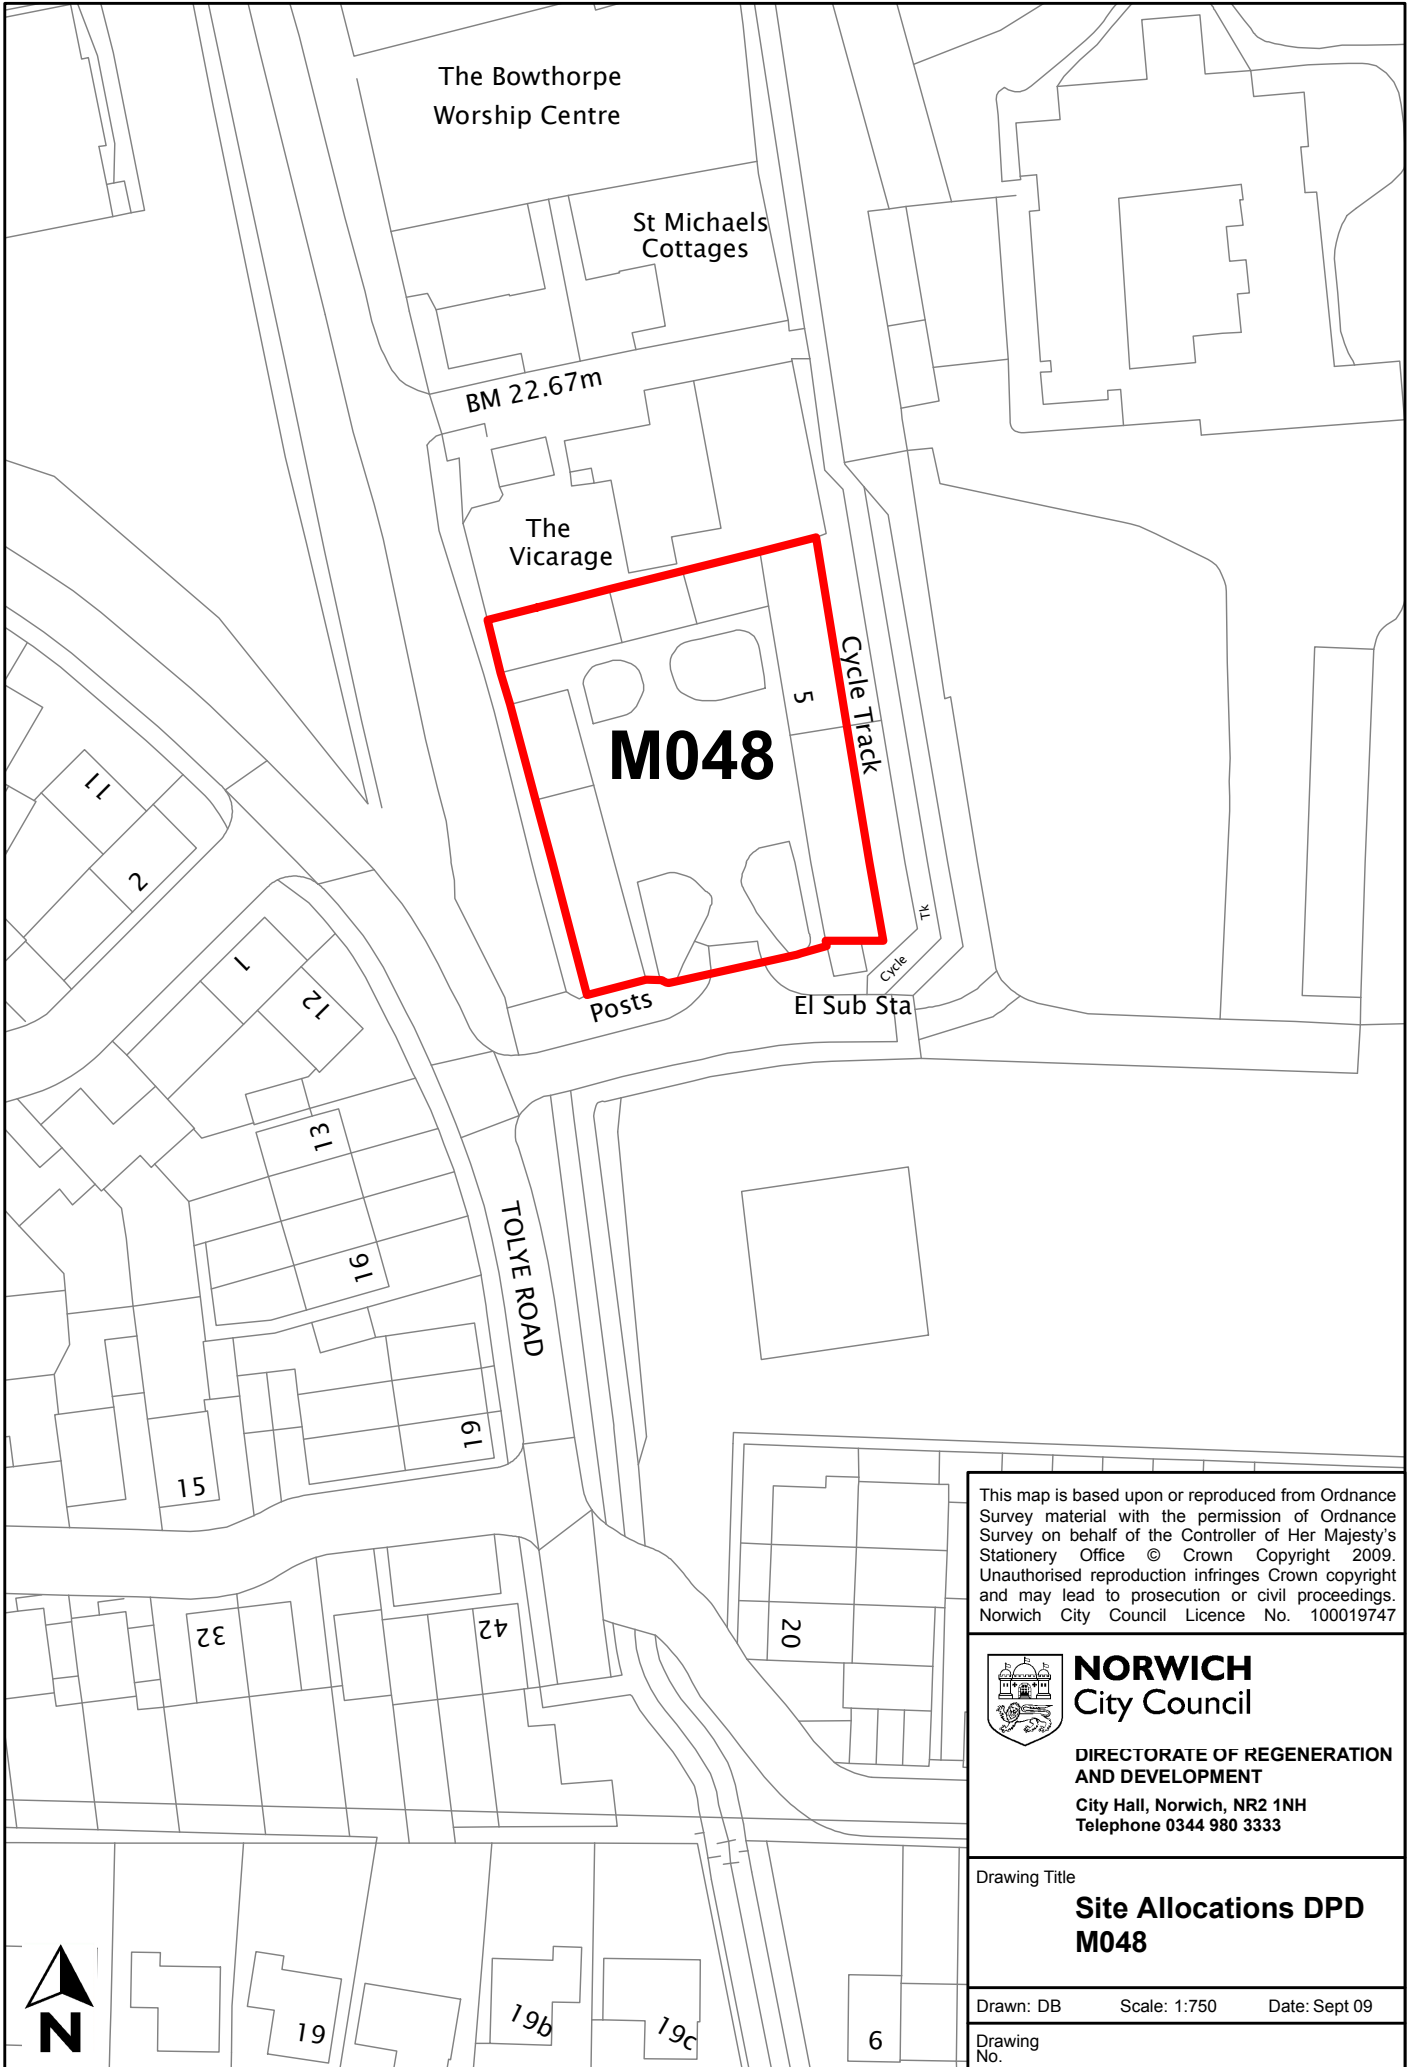 The Bowthorpe
Worship Centre
St Michaels
Cottages
BM 22.67m
The
Vicarage
Cycle Track
5
M048
11
2
Tk
Cycle
1
12
Posts
El Sub Sta
13
TOLYE ROAD
16
19
15
This map is based upon or reproduced from Ordnance
Survey material with the permission of Ordnance
Survey on behalf of the Controller of Her Majesty's
Stationery Office © Crown Copyright 2009.
Unauthorised reproduction infringes Crown copyright
and may lead to prosecution or civil proceedings.
Norwich City Council Licence No. 100019747
32
42
20
NORWICH
City Council
DIRECTORATE OF REGENERATION
AND DEVELOPMENT
City Hall, Norwich, NR2 1NH
Telephone 0344 980 3333
Drawing Title
Site Allocations DPD
M048
N
19
19b
19c
6
Drawn: DB Scale: 1:750 Date: Sept 09
Drawing
No.